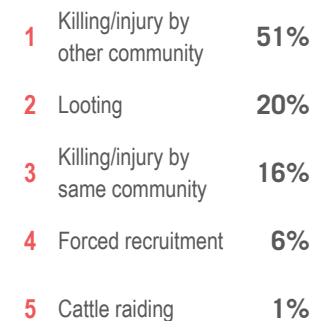 1 Killing/injury by
other community 51%
2 Looting 20%
3 Killing/injury by
same community 16%
4 Forced recruitment 6%
5 Cattle raiding 1%